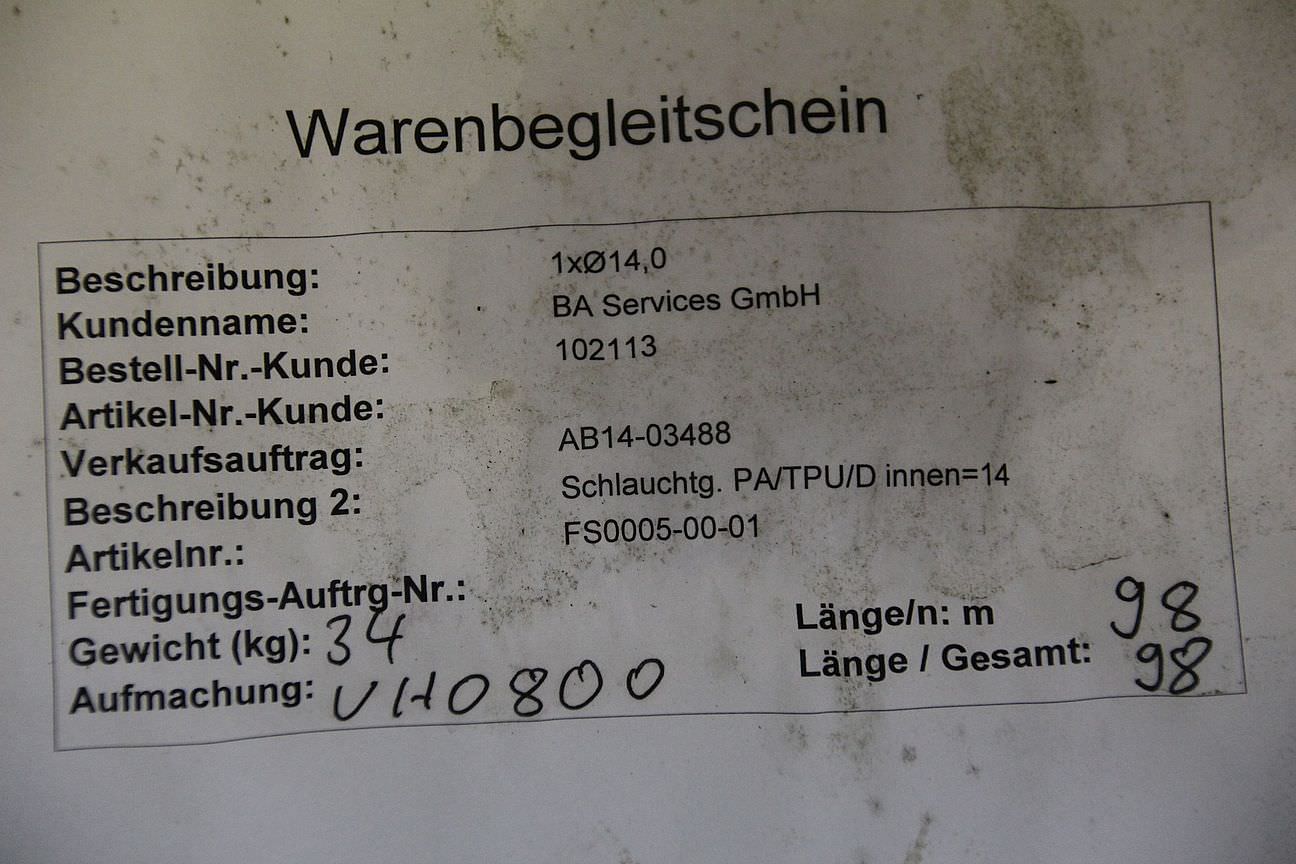 Warenbegleitschein
Beschreibung: 1xØ14,0
Kundenname: BA Services GmbH
Bestell-Nr.-Kunde: 102113
Artikel-Nr.-Kunde:
Verkaufsauftrag: AB14-03488
Beschreibung 2: Schlauchtg. PA/TPU/D innen=14
Artikelnr.: FS0005-00-01
Fertigungs-Auftrg-Nr.:
Gewicht (kg): 34 Länge/n: m 98
Aufmachung: VH0800 Länge / Gesamt: 98